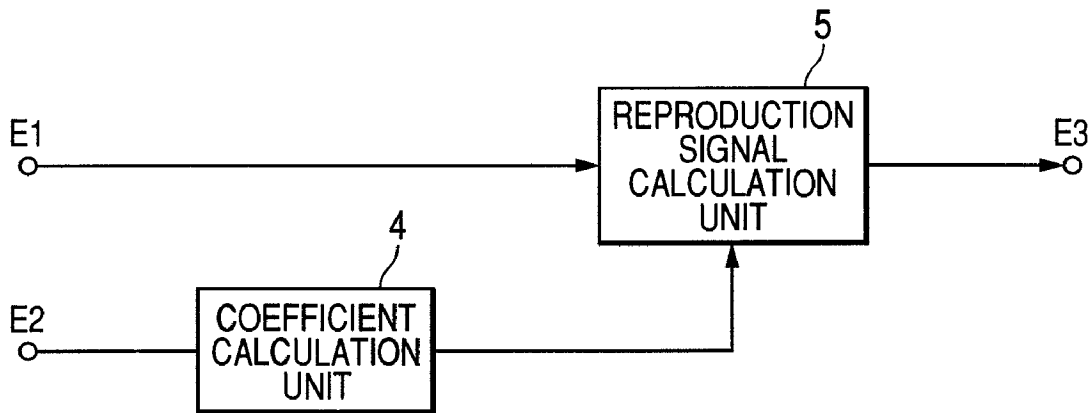 5
REPRODUCTION
SIGNAL
CALCULATION
UNIT
E1
E3
4
COEFFICIENT
CALCULATION
UNIT
E2